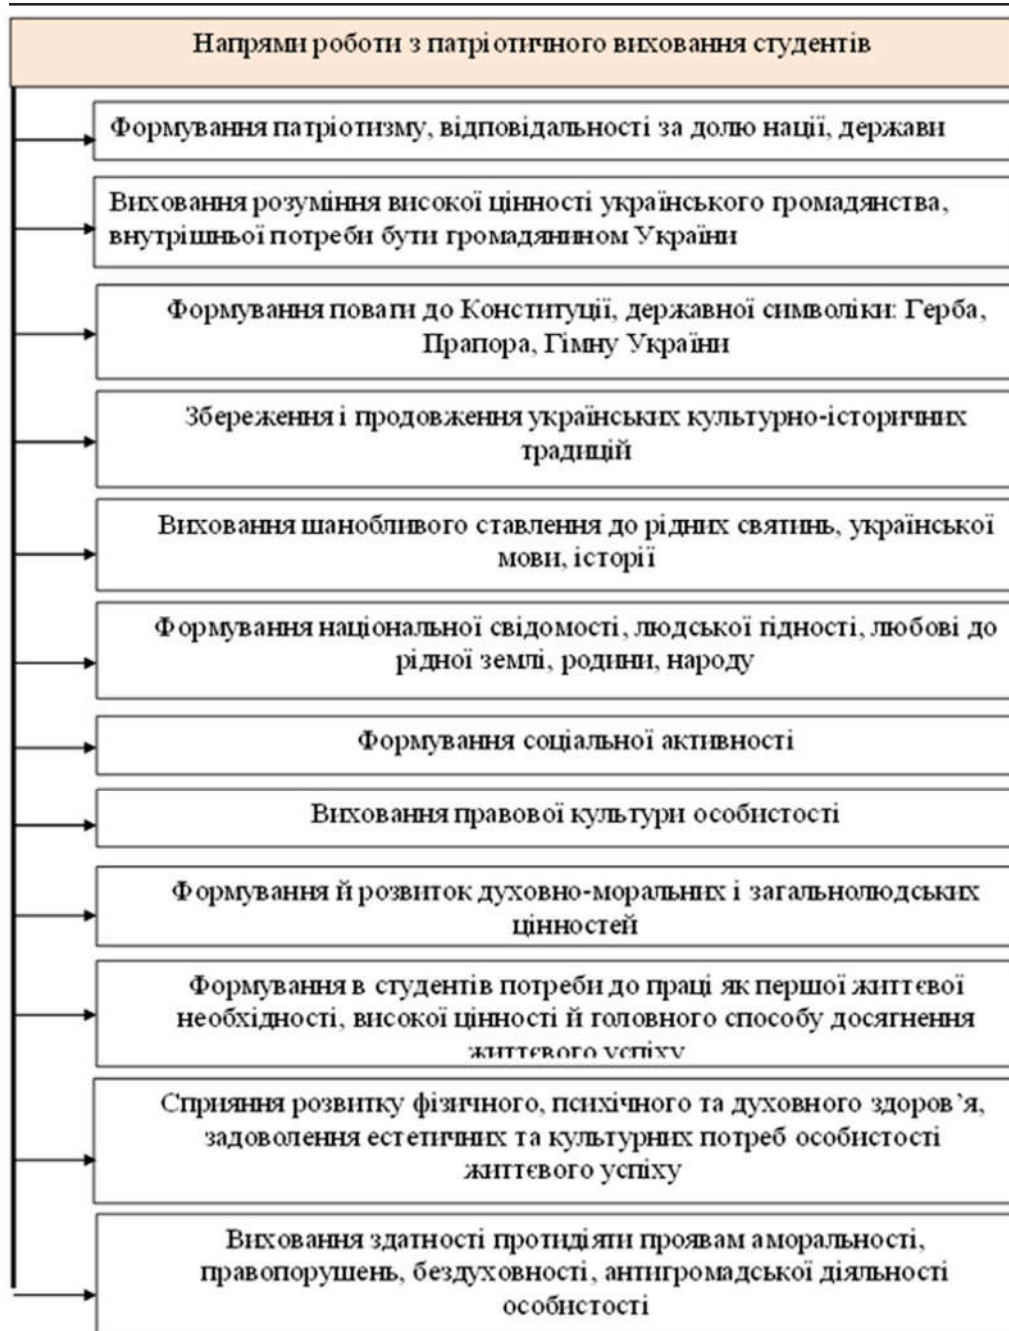 Напрями роботи з патріотичного виховання студентів
Формування патріотизму, відповідальності за долю нації, держави
Виховання розуміння високої цінності українського громадянства,
внутрішньої потреби бути громадянином України
Формування поваги до Конституції, державної символіки: Герба,
Прапора, Гімну України
Збереження і продовження українських культурно-історичних
традицій
Виховання шанобливого ставлення до рідних святинь, української
мови, історії
Формування національної свідомості, людської гідності, любові до
рідної землі, родини, народу
Формування соціальної активності
Виховання правової культури особистості
Формування й розвиток духовно-моральних і загальнолюдських
цінностей
Формування в студентів потреби до праці як першої життєвої
необхідності, високої цінності й головного способу досягнення
життєвого успіху
Сприяння розвитку фізичного, психічного та духовного здоров’я,
задоволення естетичних та культурних потреб особистості
життєвого успіху
Виховання здатності протидіяти проявам аморальності,
правопорушень, бездуховності, антигромадської діяльності
особистості